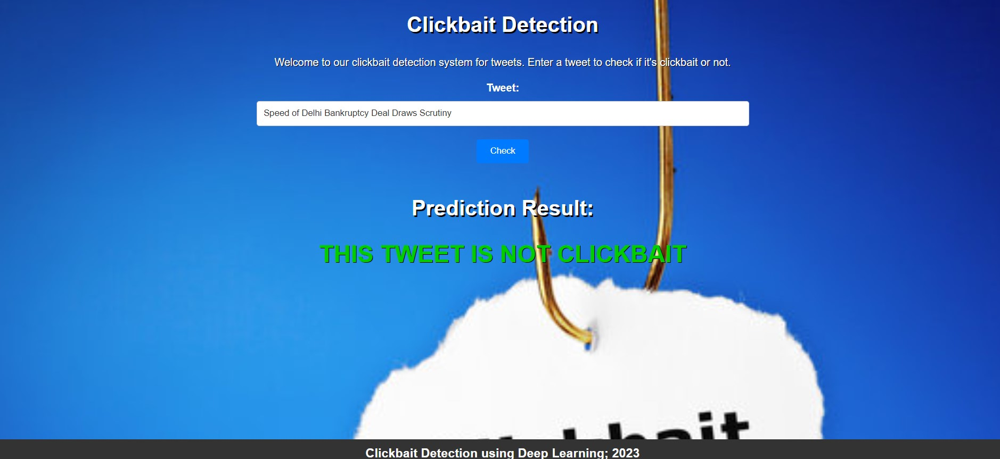 Clickbait Detection
Welcome to our clickbait detection system for tweets. Enter a tweet to check if it's clickbait or not.
Tweet:
Speed of Delhi Bankruptcy Deal Draws Scrutiny
Check
Prediction Result:
THIS TWEET IS NOT CLICKBAIT
Clickbait Detection using Deep Learning; 2023